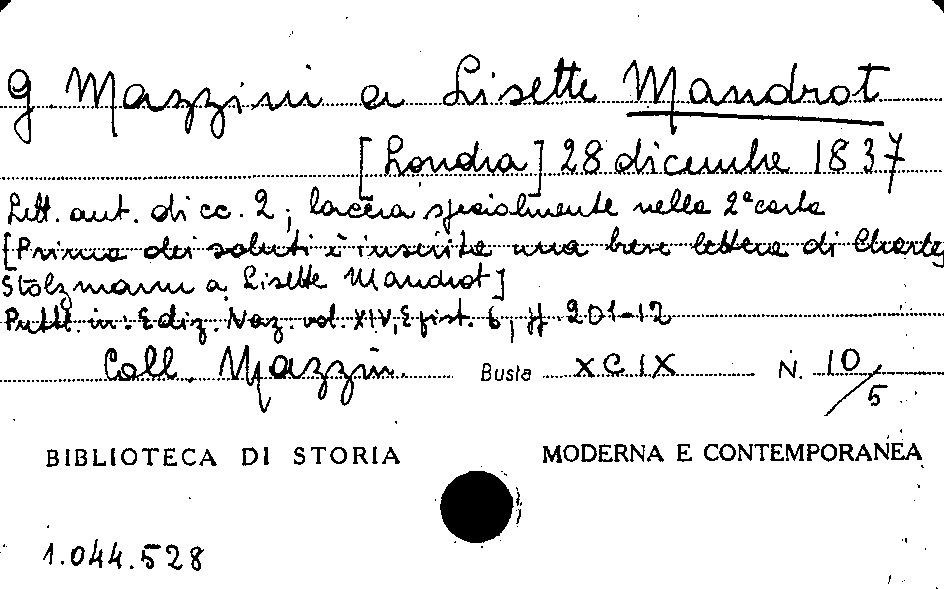 G Mazzini a Lisette Mandrot
[Londra] 28 dicembre 1837
Lett. aut. di cc. 2, lacera specialmente nella 2ª carta
[Prima dei saluti è inserita una breve lettera di Charles
Stolzmann a Lisette Mandrot]
Pubbl. in: Ediz. Naz. vol. XIV, Epist. 6, pp. 201-12
Coll. Mazzin. Busta XCIX N. 10/5
BIBLIOTECA DI STORIA MODERNA E CONTEMPORANEA
1.044.528